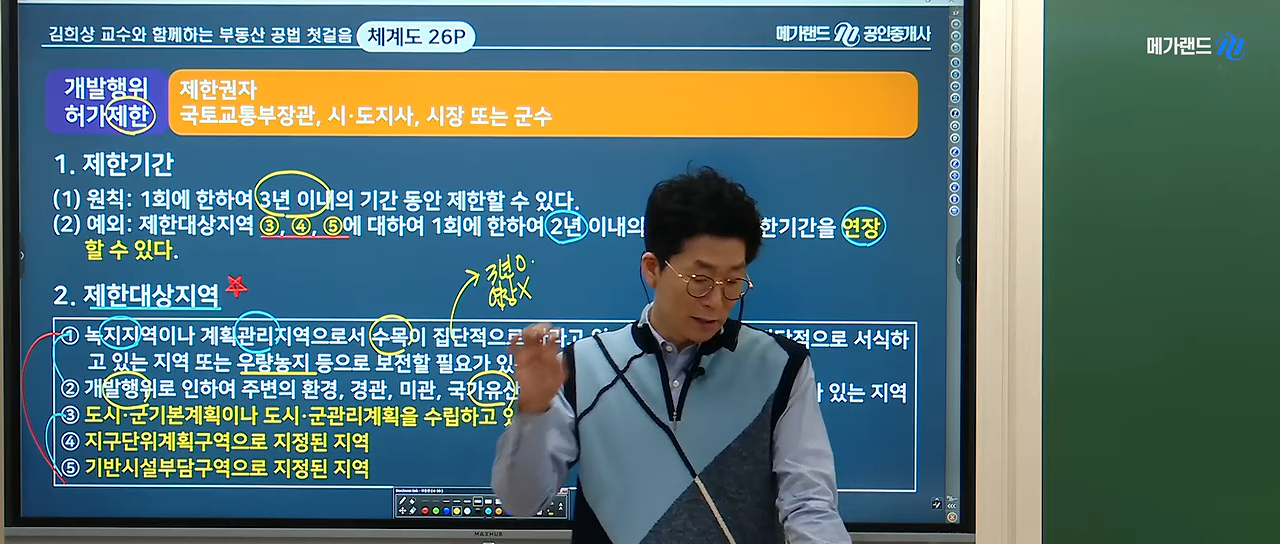 김희상 교수와 함께하는 부동산 공법 첫걸음 체계도 26P
메가랜드 공인중개사
메가랜드
개발행위
허가제한
제한권자
국토교통부장관, 시·도지사, 시장 또는 군수
1. 제한기간
(1) 원칙: 1회에 한하여 3년 이내의 기간 동안 제한할 수 있다.
(2) 예외: 제한대상지역 ③, ④, ⑤에 대하여 1회에 한하여 2년 이내의 한기간을 연장
할 수 있다.
3년 O.
연장 X
2. 제한대상지역
① 녹지지역이나 계획관리지역으로서 수목이 집단적으로 라고 단적으로 서식하
고 있는 지역 또는 우량농지 등으로 보전할 필요가 있
② 개발행위로 인하여 주변의 환경, 경관, 미관, 국가유산 가 있는 지역
③ 도시·군기본계획이나 도시·군관리계획을 수립하고 있
④ 지구단위계획구역으로 지정된 지역
⑤ 기반시설부담구역으로 지정된 지역
MAXHUB